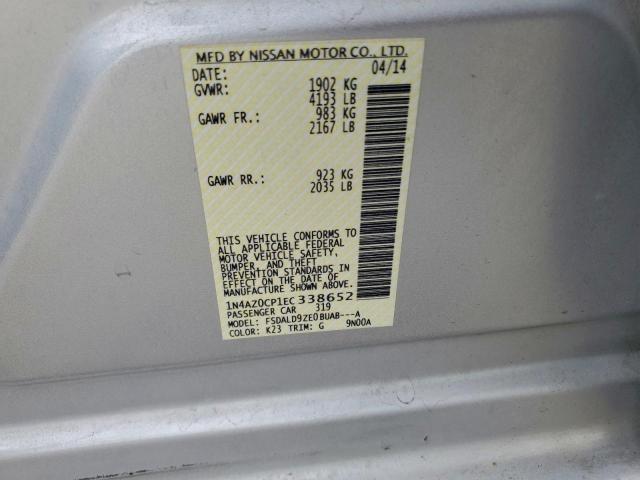 MFD BY NISSAN MOTOR CO., LTD.
DATE: 04/14
GVWR: 1902 KG
4193 LB
GAWR FR.: 983 KG
2167 LB
GAWR RR.: 923 KG
2035 LB
THIS VEHICLE CONFORMS TO
ALL APPLICABLE FEDERAL
MOTOR VEHICLE SAFETY,
BUMPER, AND THEFT
PREVENTION STANDARDS IN
EFFECT ON THE DATE OF
MANUFACTURE SHOWN ABOVE.
1N4AZ0CP1EC338652
PASSENGER CAR 319
MODEL: FSDALD9ZE0BUAB---A
COLOR: K23 TRIM: G 9N00A